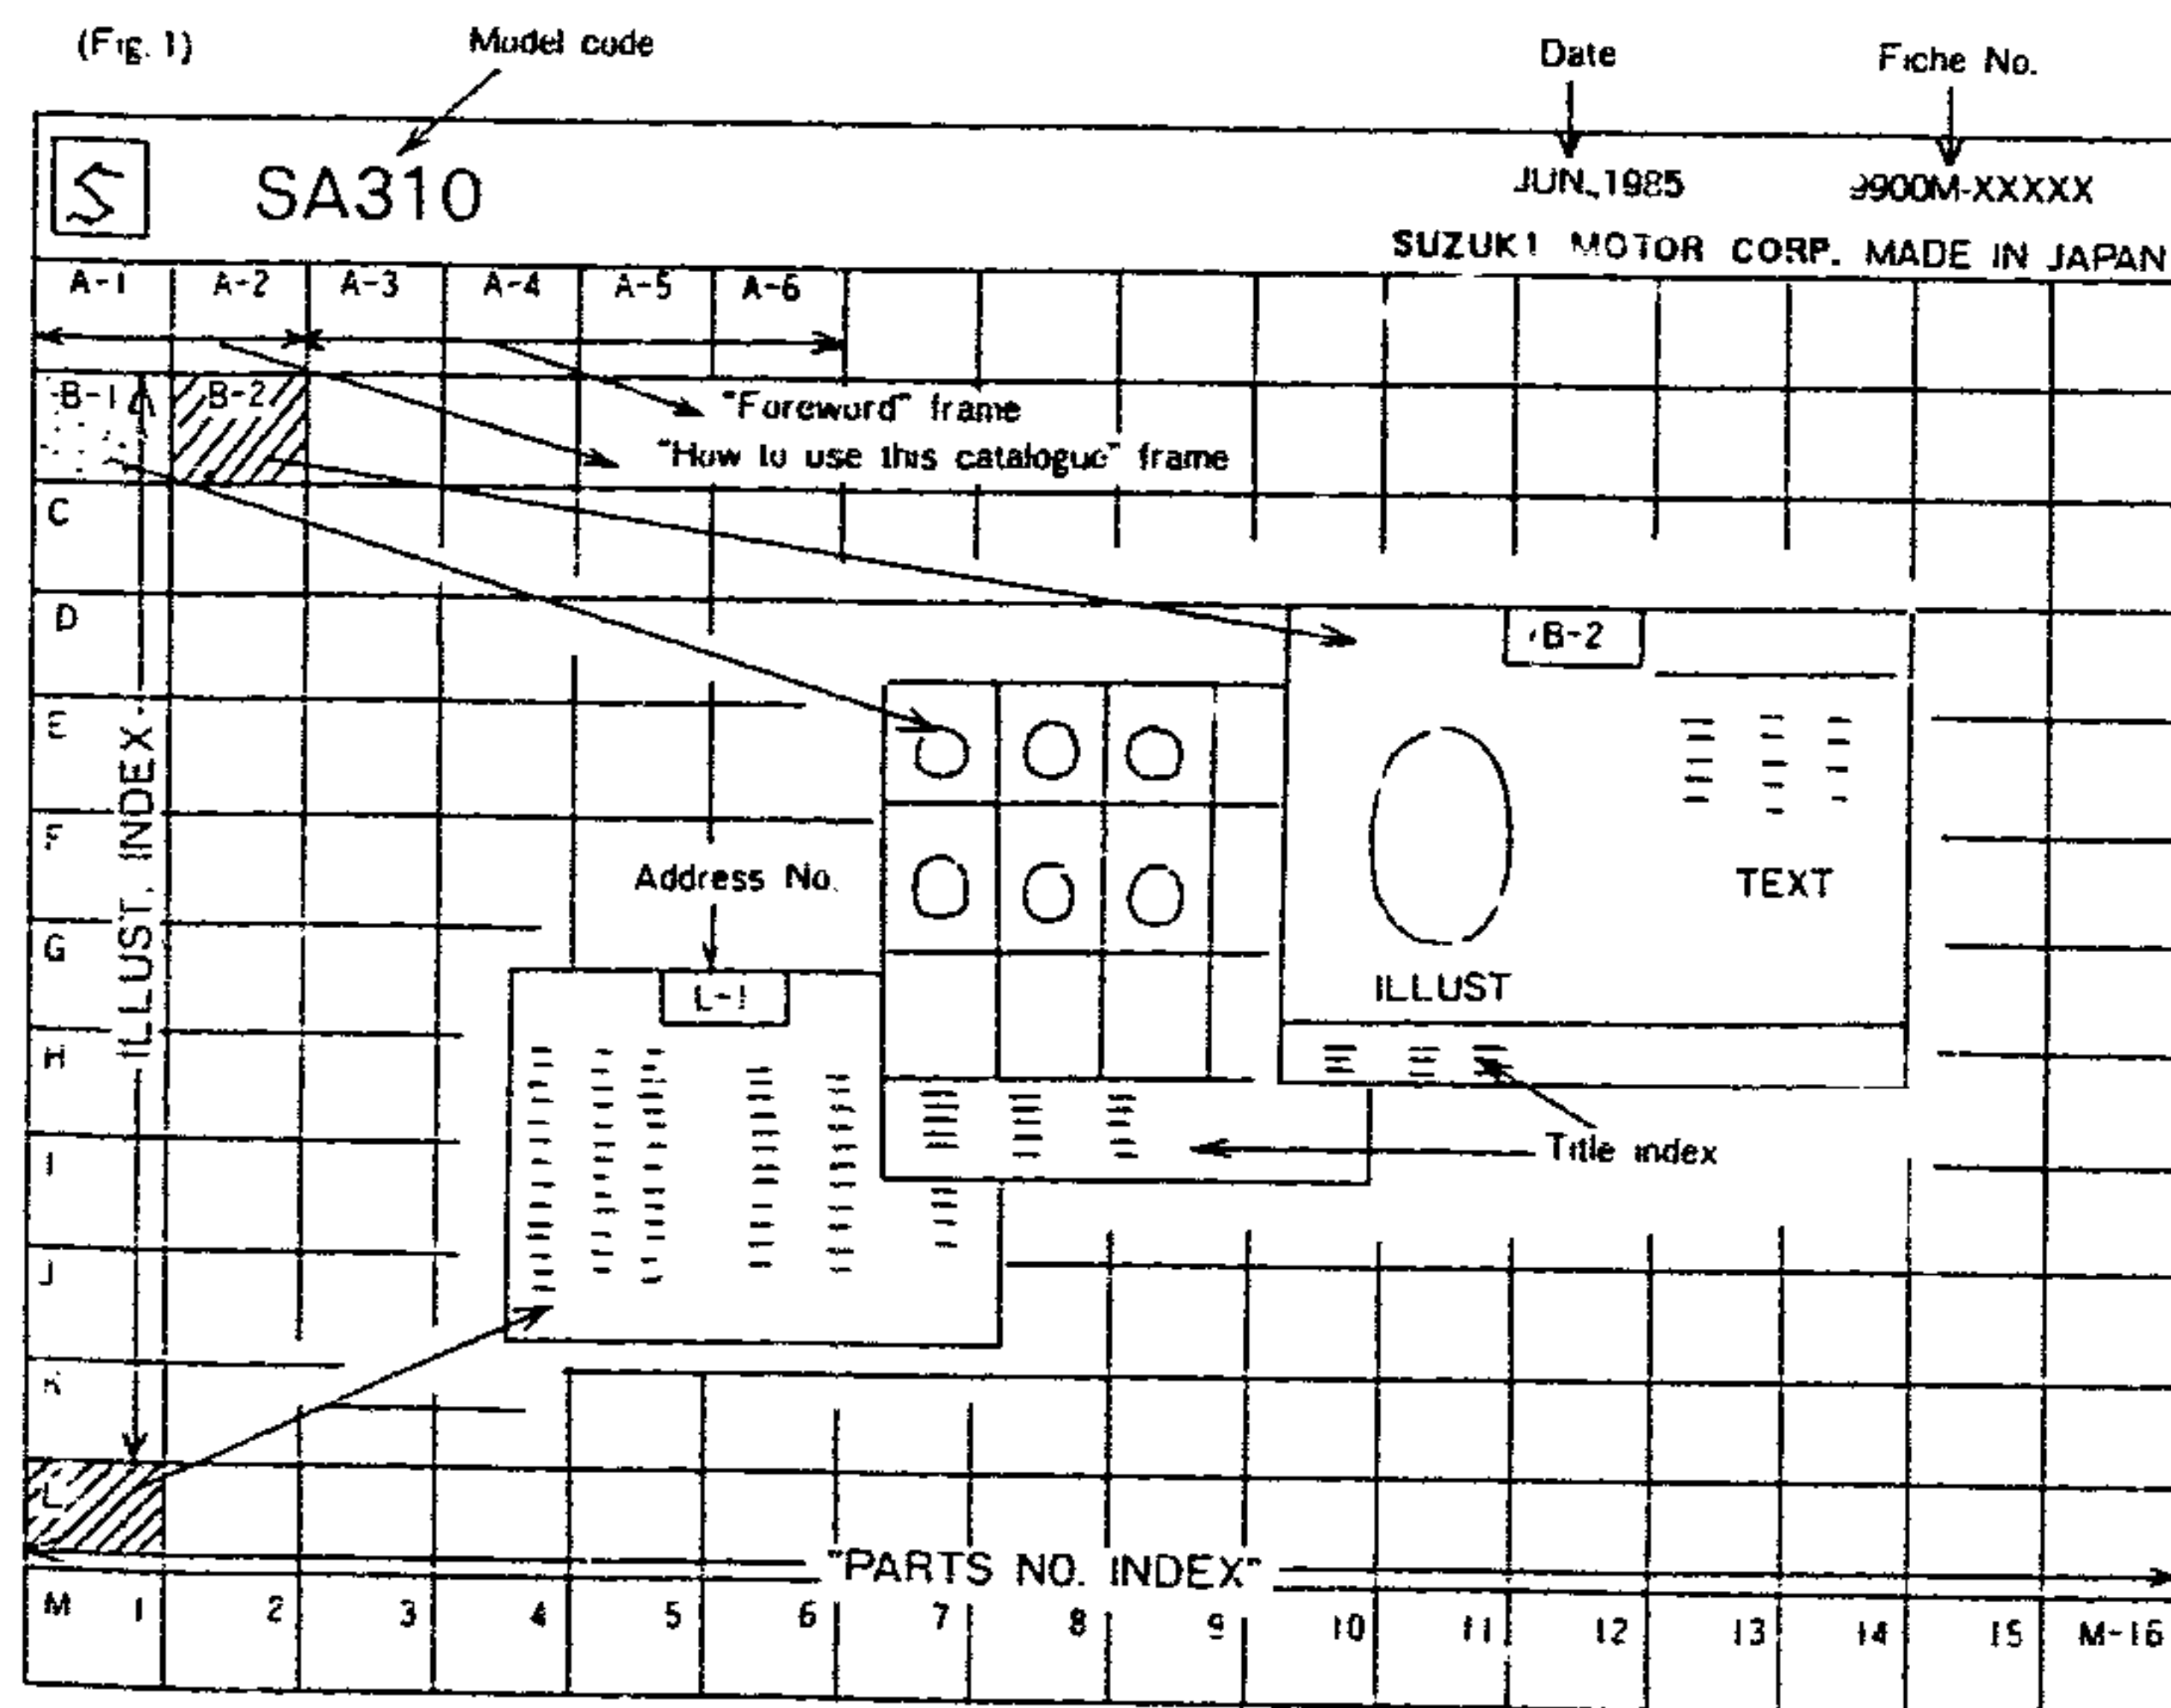 (Fig. 1)
Model code
Date
Fiche No.
S
SA310
JUN.,1985
9900M-XXXXX
SUZUKI MOTOR CORP. MADE IN JAPAN
A-1 A-2 A-3 A-4 A-5 A-6
B-1 B-2
"Foreword" frame
"How to use this catalogue" frame
C
D
B-2
E
ILLUST. INDEX
F
Address No.
TEXT
G
L-1
ILLUST
H
I
Title index
J
K
L
"PARTS NO. INDEX"
M 1 2 3 4 5 6 7 8 9 10 11 12 13 14 15 M-16